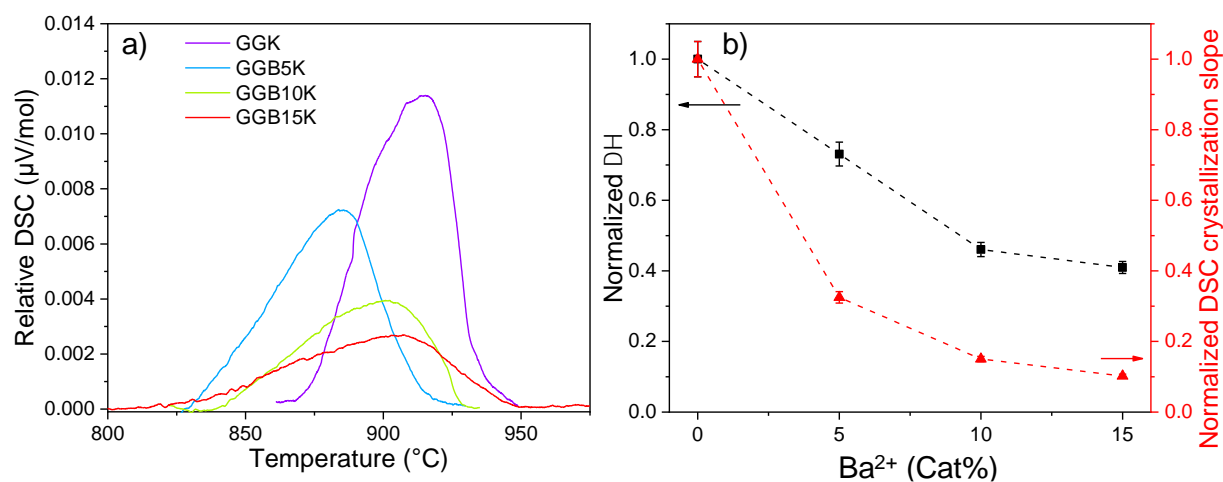 a)
GGK
GGB5K
GGB10K
GGB15K
Relative DSC (µV/mol)
0.014
0.012
0.010
0.008
0.006
0.004
0.002
0.000
800
850
900
950
Temperature (°C)
b)
Normalized DH
1.0
0.8
0.6
0.4
0.2
0.0
0
5
10
15
Ba²⁺ (Cat%)
1.0
0.8
0.6
0.4
0.2
0.0
Normalized DSC crystallization slope